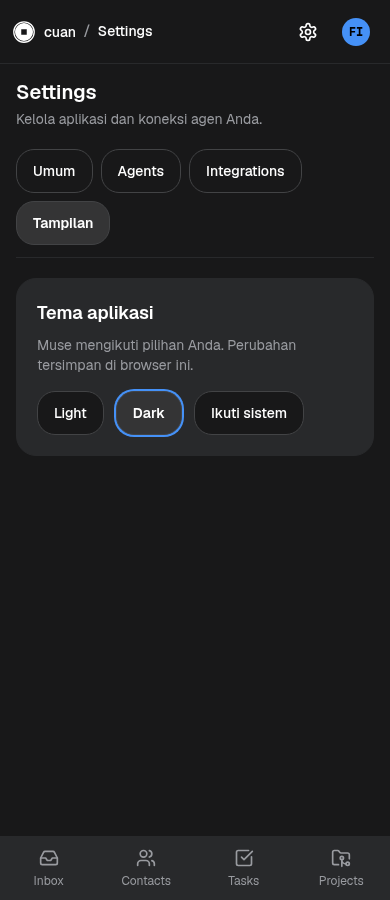 cuan / Settings
FI
Settings
Kelola aplikasi dan koneksi agen Anda.
Umum
Agents
Integrations
Tampilan
Tema aplikasi
Muse mengikuti pilihan Anda. Perubahan
tersimpan di browser ini.
Light
Dark
Ikuti sistem
Inbox
Contacts
Tasks
Projects